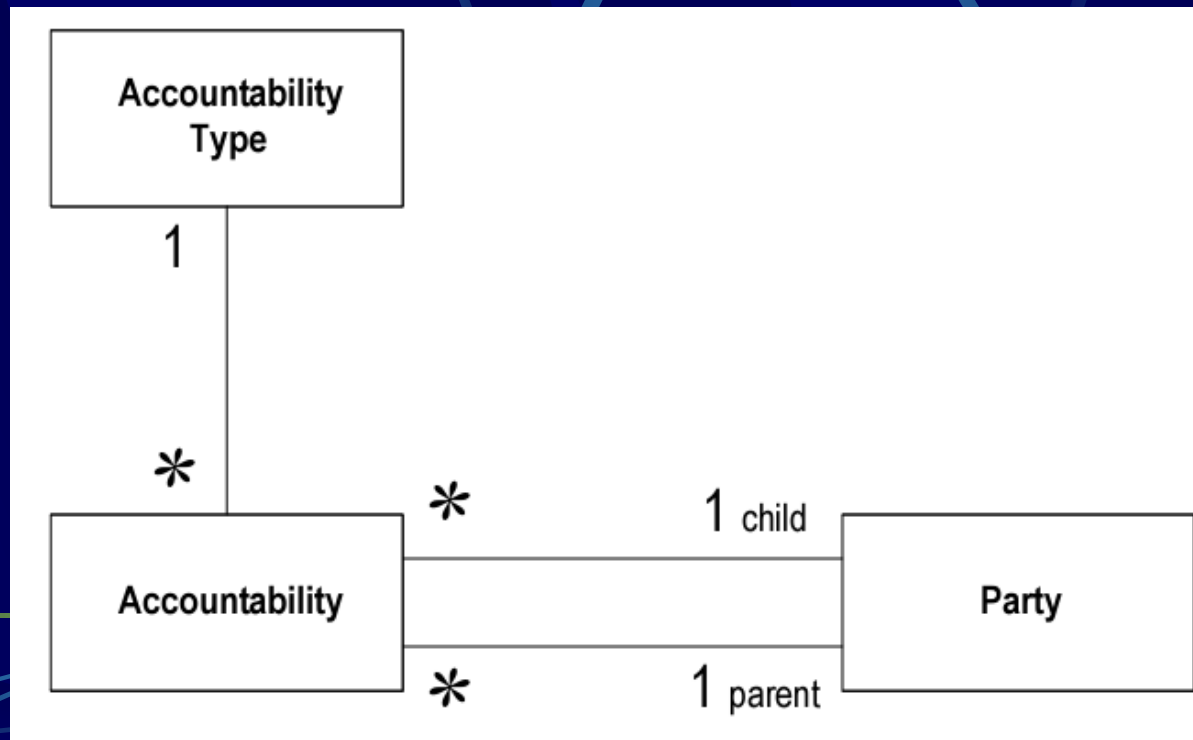 Accountability
Type
1
*
*
1 child
Accountability
Party
*
1 parent